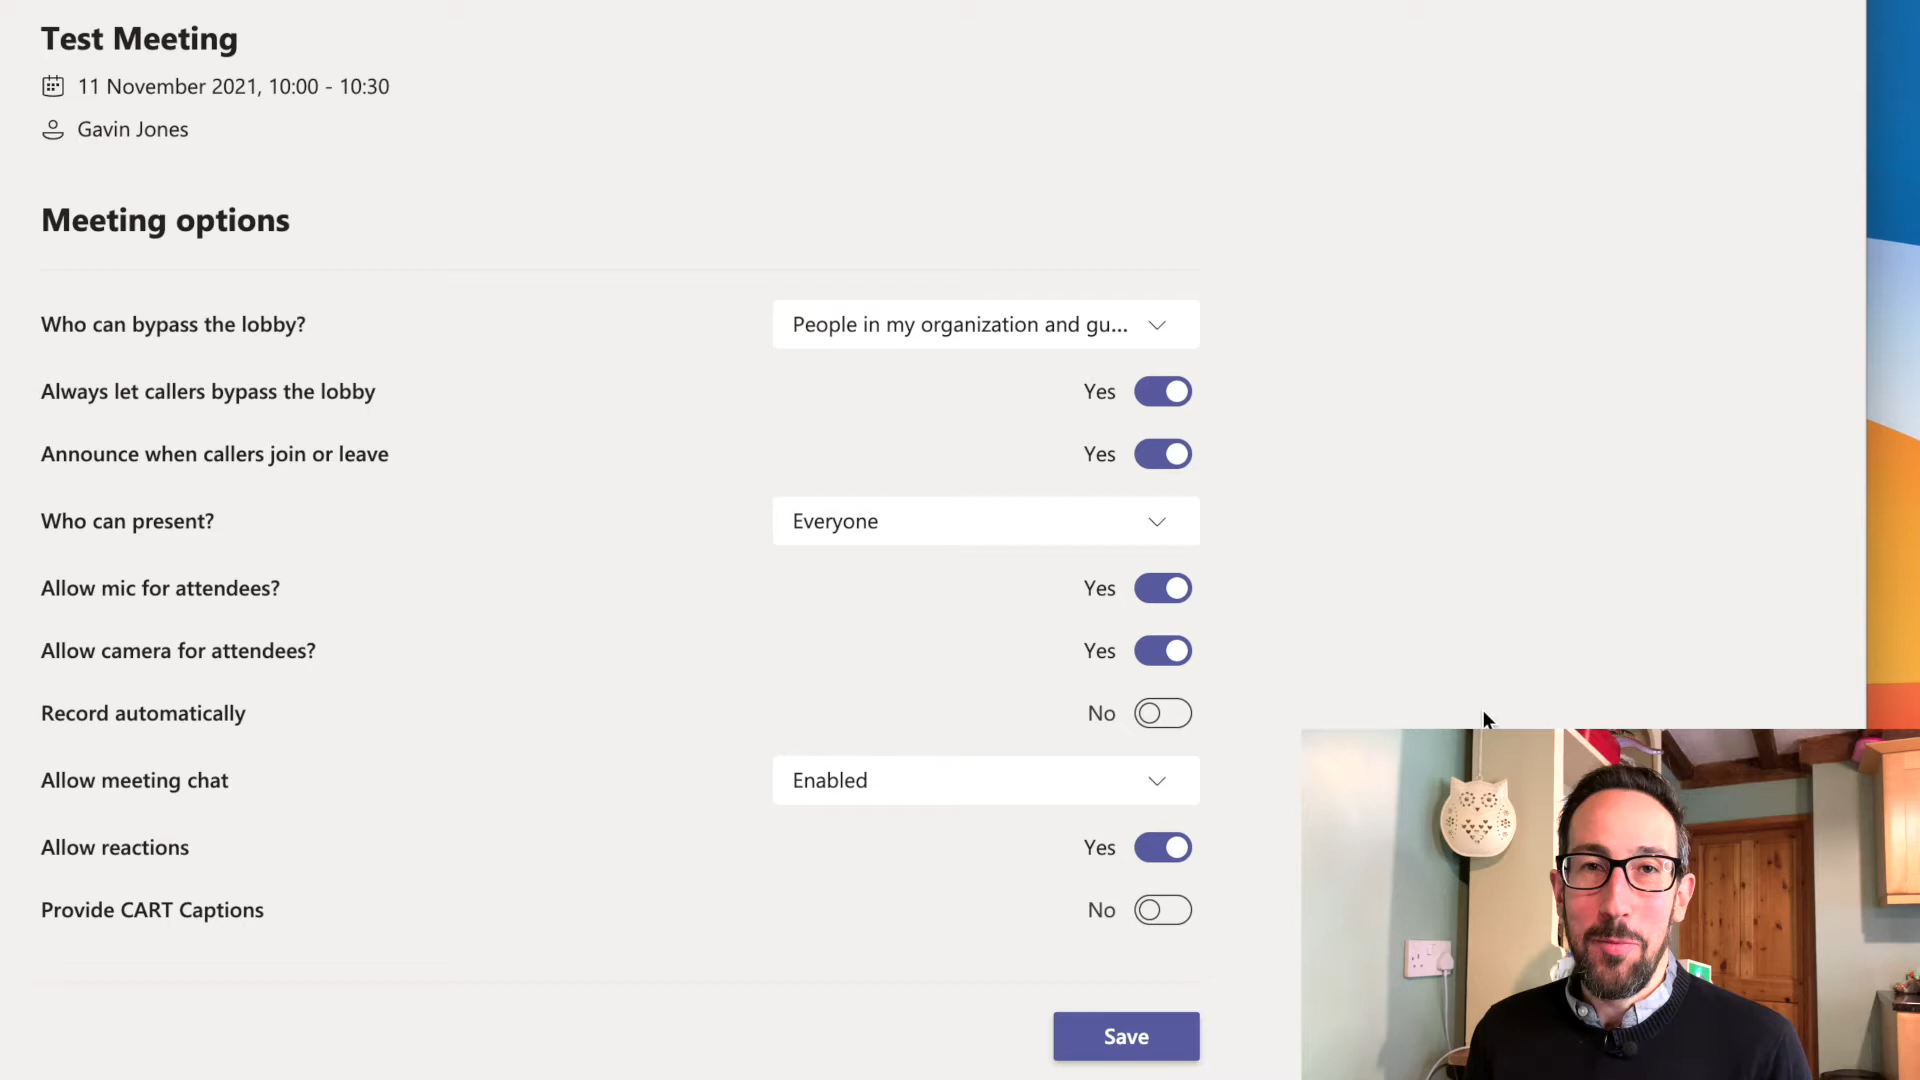 Test Meeting
11 November 2021, 10:00 - 10:30
Gavin Jones
Meeting options
Who can bypass the lobby?
People in my organization and gu...
Always let callers bypass the lobby
Yes
Announce when callers join or leave
Yes
Who can present?
Everyone
Allow mic for attendees?
Yes
Allow camera for attendees?
Yes
Record automatically
No
Allow meeting chat
Enabled
Allow reactions
Yes
Provide CART Captions
No
Save